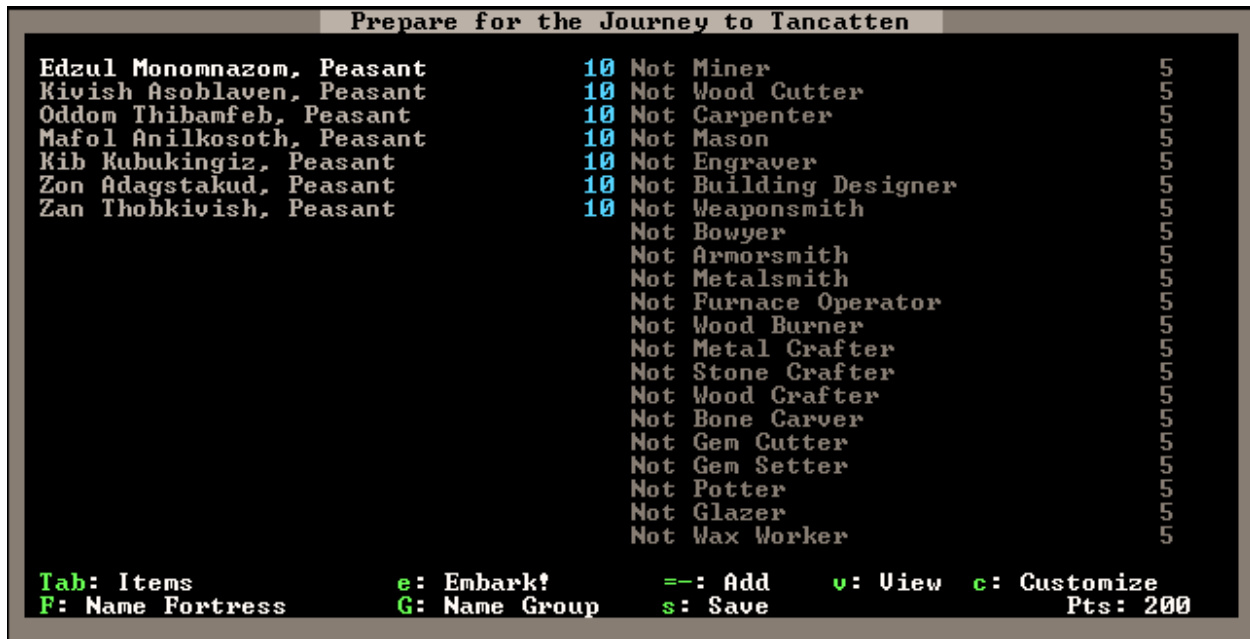 Prepare for the Journey to Tancatten
Edzul Monomnazom, Peasant 10 Not Miner 5
Kivish Asoblaven, Peasant 10 Not Wood Cutter 5
Oddom Thibamfeb, Peasant 10 Not Carpenter 5
Mafol Anilkosoth, Peasant 10 Not Mason 5
Kib Kubukingiz, Peasant 10 Not Engraver 5
Zon Adagstakud, Peasant 10 Not Building Designer 5
Zan Thobkivish, Peasant 10 Not Weaponsmith 5
Not Bowyer 5
Not Armorsmith 5
Not Metalsmith 5
Not Furnace Operator 5
Not Wood Burner 5
Not Metal Crafter 5
Not Stone Crafter 5
Not Wood Crafter 5
Not Bone Carver 5
Not Gem Cutter 5
Not Gem Setter 5
Not Potter 5
Not Glazer 5
Not Wax Worker 5
Tab: Items e: Embark! =-: Add v: View c: Customize
F: Name Fortress G: Name Group s: Save Pts: 200